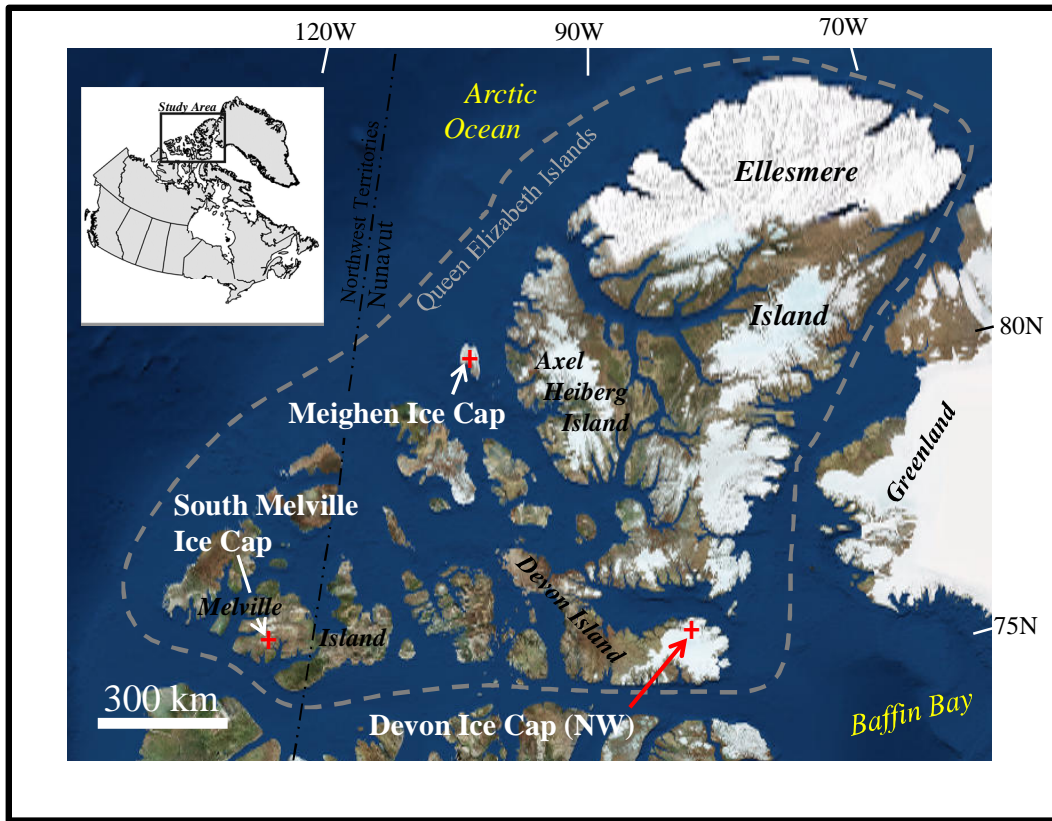 120W
90W
70W
Study Area
Arctic
Ocean
Northwest Territories
Nunavut
Queen Elizabeth Islands
Ellesmere
Island
80N
Axel
Heiberg
Island
Meighen Ice Cap
Greenland
South Melville
Ice Cap
Melville
Island
Devon Island
75N
300 km
Devon Ice Cap (NW)
Baffin Bay